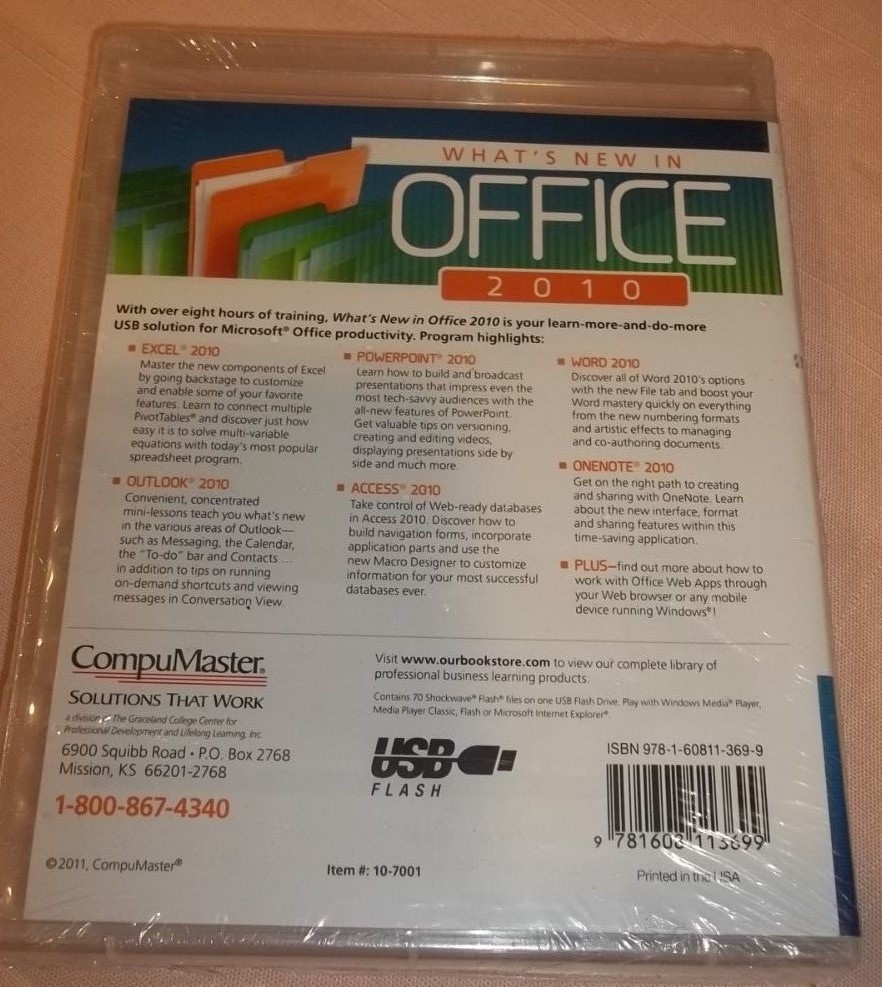 WHAT'S NEW IN
OFFICE
2010
With over eight hours of training, What's New in Office 2010 is your learn-more-and-do-more
USB solution for Microsoft® Office productivity. Program highlights:
■ EXCEL® 2010
Master the new components of Excel
by going backstage to customize
and enable some of your favorite
features. Learn to connect multiple
PivotTables® and discover just how
easy it is to solve multi-variable
equations with today's most popular
spreadsheet program.
■ OUTLOOK® 2010
Convenient, concentrated
mini-lessons teach you what's new
in the various areas of Outlook—
such as Messaging, the Calendar,
the "To-do" bar and Contacts ...
in addition to tips on running
on-demand shortcuts and viewing
messages in Conversation View.
■ POWERPOINT® 2010
Learn how to build and broadcast
presentations that impress even the
most tech-savvy audiences with the
all-new features of PowerPoint.
Get valuable tips on versioning,
creating and editing videos,
displaying presentations side by
side and much more.
■ ACCESS® 2010
Take control of Web-ready databases
in Access 2010. Discover how to
build navigation forms, incorporate
application parts and use the
new Macro Designer to customize
information for your most successful
databases ever.
■ WORD 2010
Discover all of Word 2010's options
with the new File tab and boost your
Word mastery quickly on everything
from the new numbering formats
and artistic effects to managing
and co-authoring documents.
■ ONENOTE® 2010
Get on the right path to creating
and sharing with OneNote. Learn
about the new interface, format
and sharing features within this
time-saving application.
■ PLUS—find out more about how to
work with Office Web Apps through
your Web browser or any mobile
device running Windows®!
CompuMaster®
SOLUTIONS THAT WORK
a division of The Graceland College Center for
Professional Development and Lifelong Learning, Inc.
6900 Squibb Road • P.O. Box 2768
Mission, KS 66201-2768
1-800-867-4340
©2011, CompuMaster®
Visit www.ourbookstore.com to view our complete library of
professional business learning products.
Contains 70 Shockwave® Flash® files on one USB Flash Drive. Play with Windows Media® Player,
Media Player Classic, Flash or Microsoft Internet Explorer®.
USB
FLASH
Item #: 10-7001
ISBN 978-1-60811-369-9
9 781608 113699
Printed in the USA